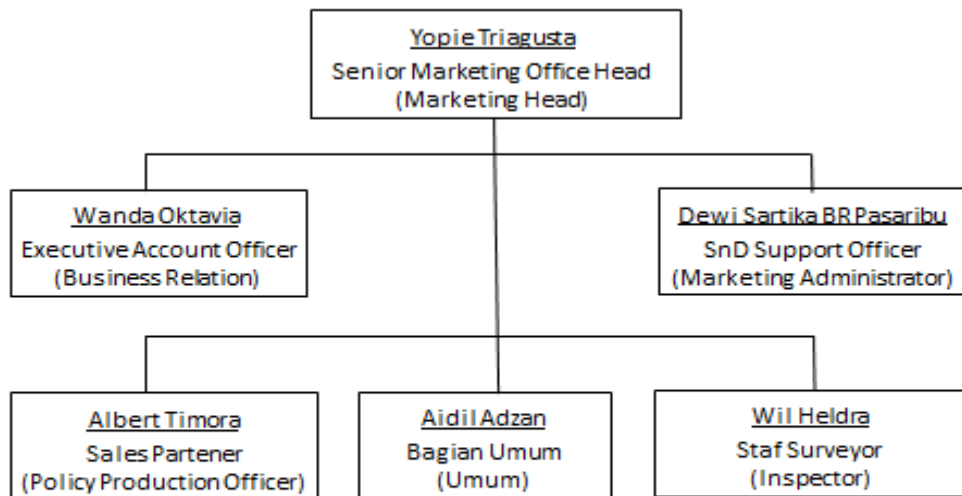 Yopie Triagusta
Senior Marketing Office Head
(Marketing Head)
Wanda Oktavia
Executive Account Officer
(Business Relation)
Dewi Sartika BR Pasaribu
SnD Support Officer
(Marketing Administrator)
Albert Timora
Sales Partener
(Policy Production Officer)
Aidil Adzan
Bagian Umum
(Umum)
Wil Heldra
Staf Surveyor
(Inspector)